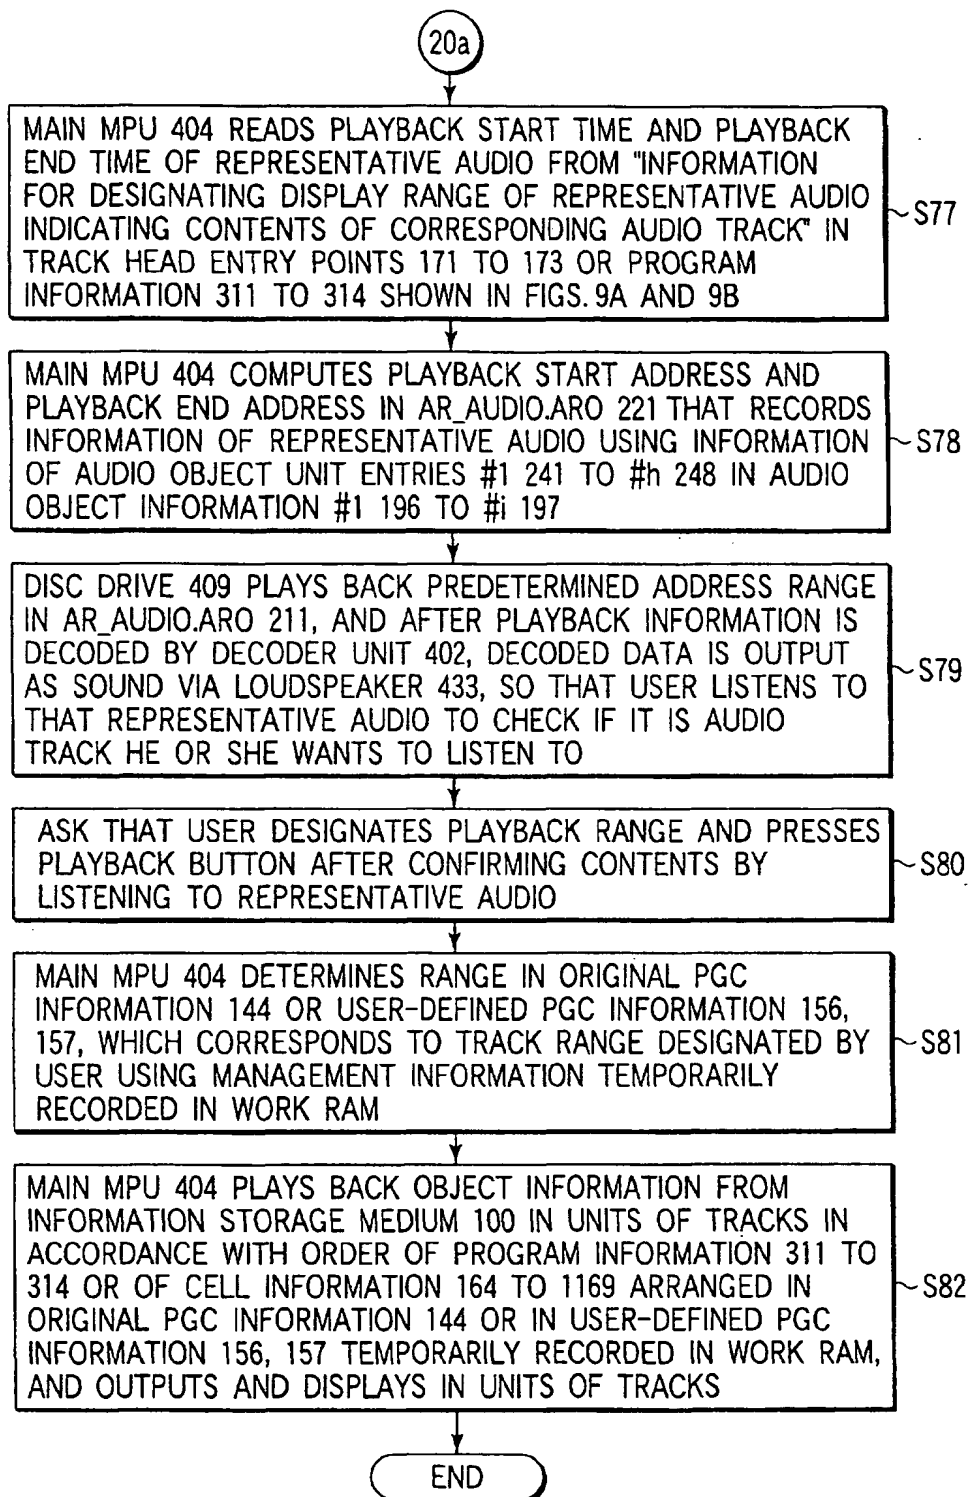 20a
MAIN MPU 404 READS PLAYBACK START TIME AND PLAYBACK
END TIME OF REPRESENTATIVE AUDIO FROM "INFORMATION
FOR DESIGNATING DISPLAY RANGE OF REPRESENTATIVE AUDIO
INDICATING CONTENTS OF CORRESPONDING AUDIO TRACK" IN
TRACK HEAD ENTRY POINTS 171 TO 173 OR PROGRAM
INFORMATION 311 TO 314 SHOWN IN FIGS. 9A AND 9B
S77
MAIN MPU 404 COMPUTES PLAYBACK START ADDRESS AND
PLAYBACK END ADDRESS IN AR_AUDIO.ARO 221 THAT RECORDS
INFORMATION OF REPRESENTATIVE AUDIO USING INFORMATION
OF AUDIO OBJECT UNIT ENTRIES #1 241 TO #h 248 IN AUDIO
OBJECT INFORMATION #1 196 TO #i 197
S78
DISC DRIVE 409 PLAYS BACK PREDETERMINED ADDRESS RANGE
IN AR_AUDIO.ARO 211, AND AFTER PLAYBACK INFORMATION IS
DECODED BY DECODER UNIT 402, DECODED DATA IS OUTPUT
AS SOUND VIA LOUDSPEAKER 433, SO THAT USER LISTENS TO
THAT REPRESENTATIVE AUDIO TO CHECK IF IT IS AUDIO
TRACK HE OR SHE WANTS TO LISTEN TO
S79
ASK THAT USER DESIGNATES PLAYBACK RANGE AND PRESSES
PLAYBACK BUTTON AFTER CONFIRMING CONTENTS BY
LISTENING TO REPRESENTATIVE AUDIO
S80
MAIN MPU 404 DETERMINES RANGE IN ORIGINAL PGC
INFORMATION 144 OR USER-DEFINED PGC INFORMATION 156,
157, WHICH CORRESPONDS TO TRACK RANGE DESIGNATED BY
USER USING MANAGEMENT INFORMATION TEMPORARILY
RECORDED IN WORK RAM
S81
MAIN MPU 404 PLAYS BACK OBJECT INFORMATION FROM
INFORMATION STORAGE MEDIUM 100 IN UNITS OF TRACKS IN
ACCORDANCE WITH ORDER OF PROGRAM INFORMATION 311 TO
314 OR OF CELL INFORMATION 164 TO 1169 ARRANGED IN
ORIGINAL PGC INFORMATION 144 OR IN USER-DEFINED PGC
INFORMATION 156, 157 TEMPORARILY RECORDED IN WORK RAM,
AND OUTPUTS AND DISPLAYS IN UNITS OF TRACKS
S82
END